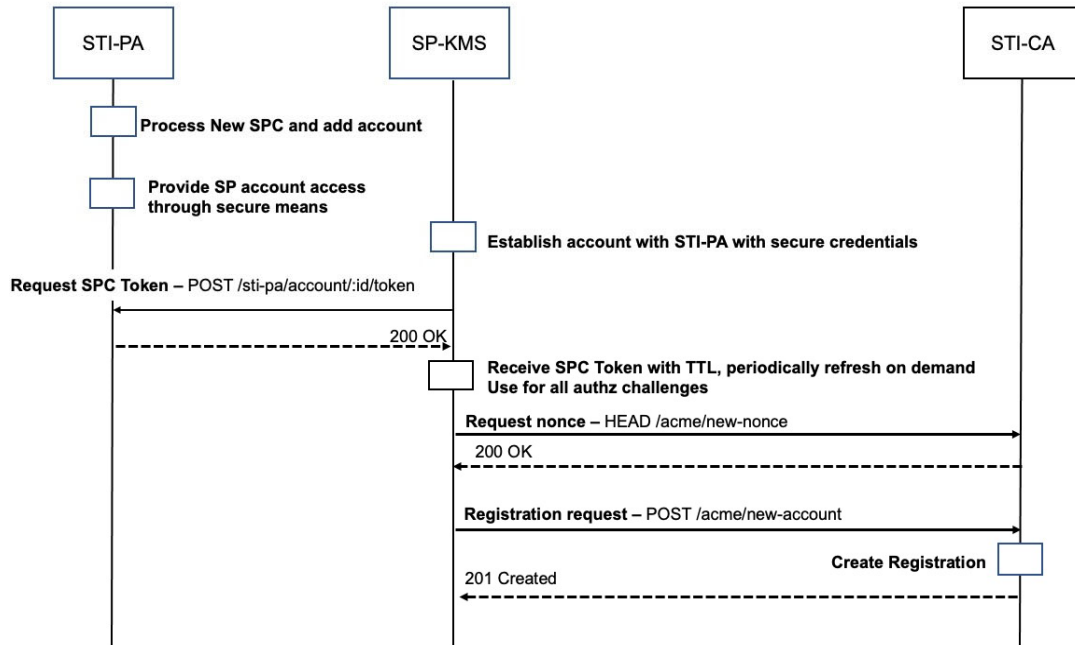 STI-PA
SP-KMS
STI-CA
Process New SPC and add account
Provide SP account access
through secure means
Establish account with STI-PA with secure credentials
Request SPC Token – POST /sti-pa/account/:id/token
200 OK
Receive SPC Token with TTL, periodically refresh on demand
Use for all authz challenges
Request nonce – HEAD /acme/new-nonce
200 OK
Registration request – POST /acme/new-account
Create Registration
201 Created